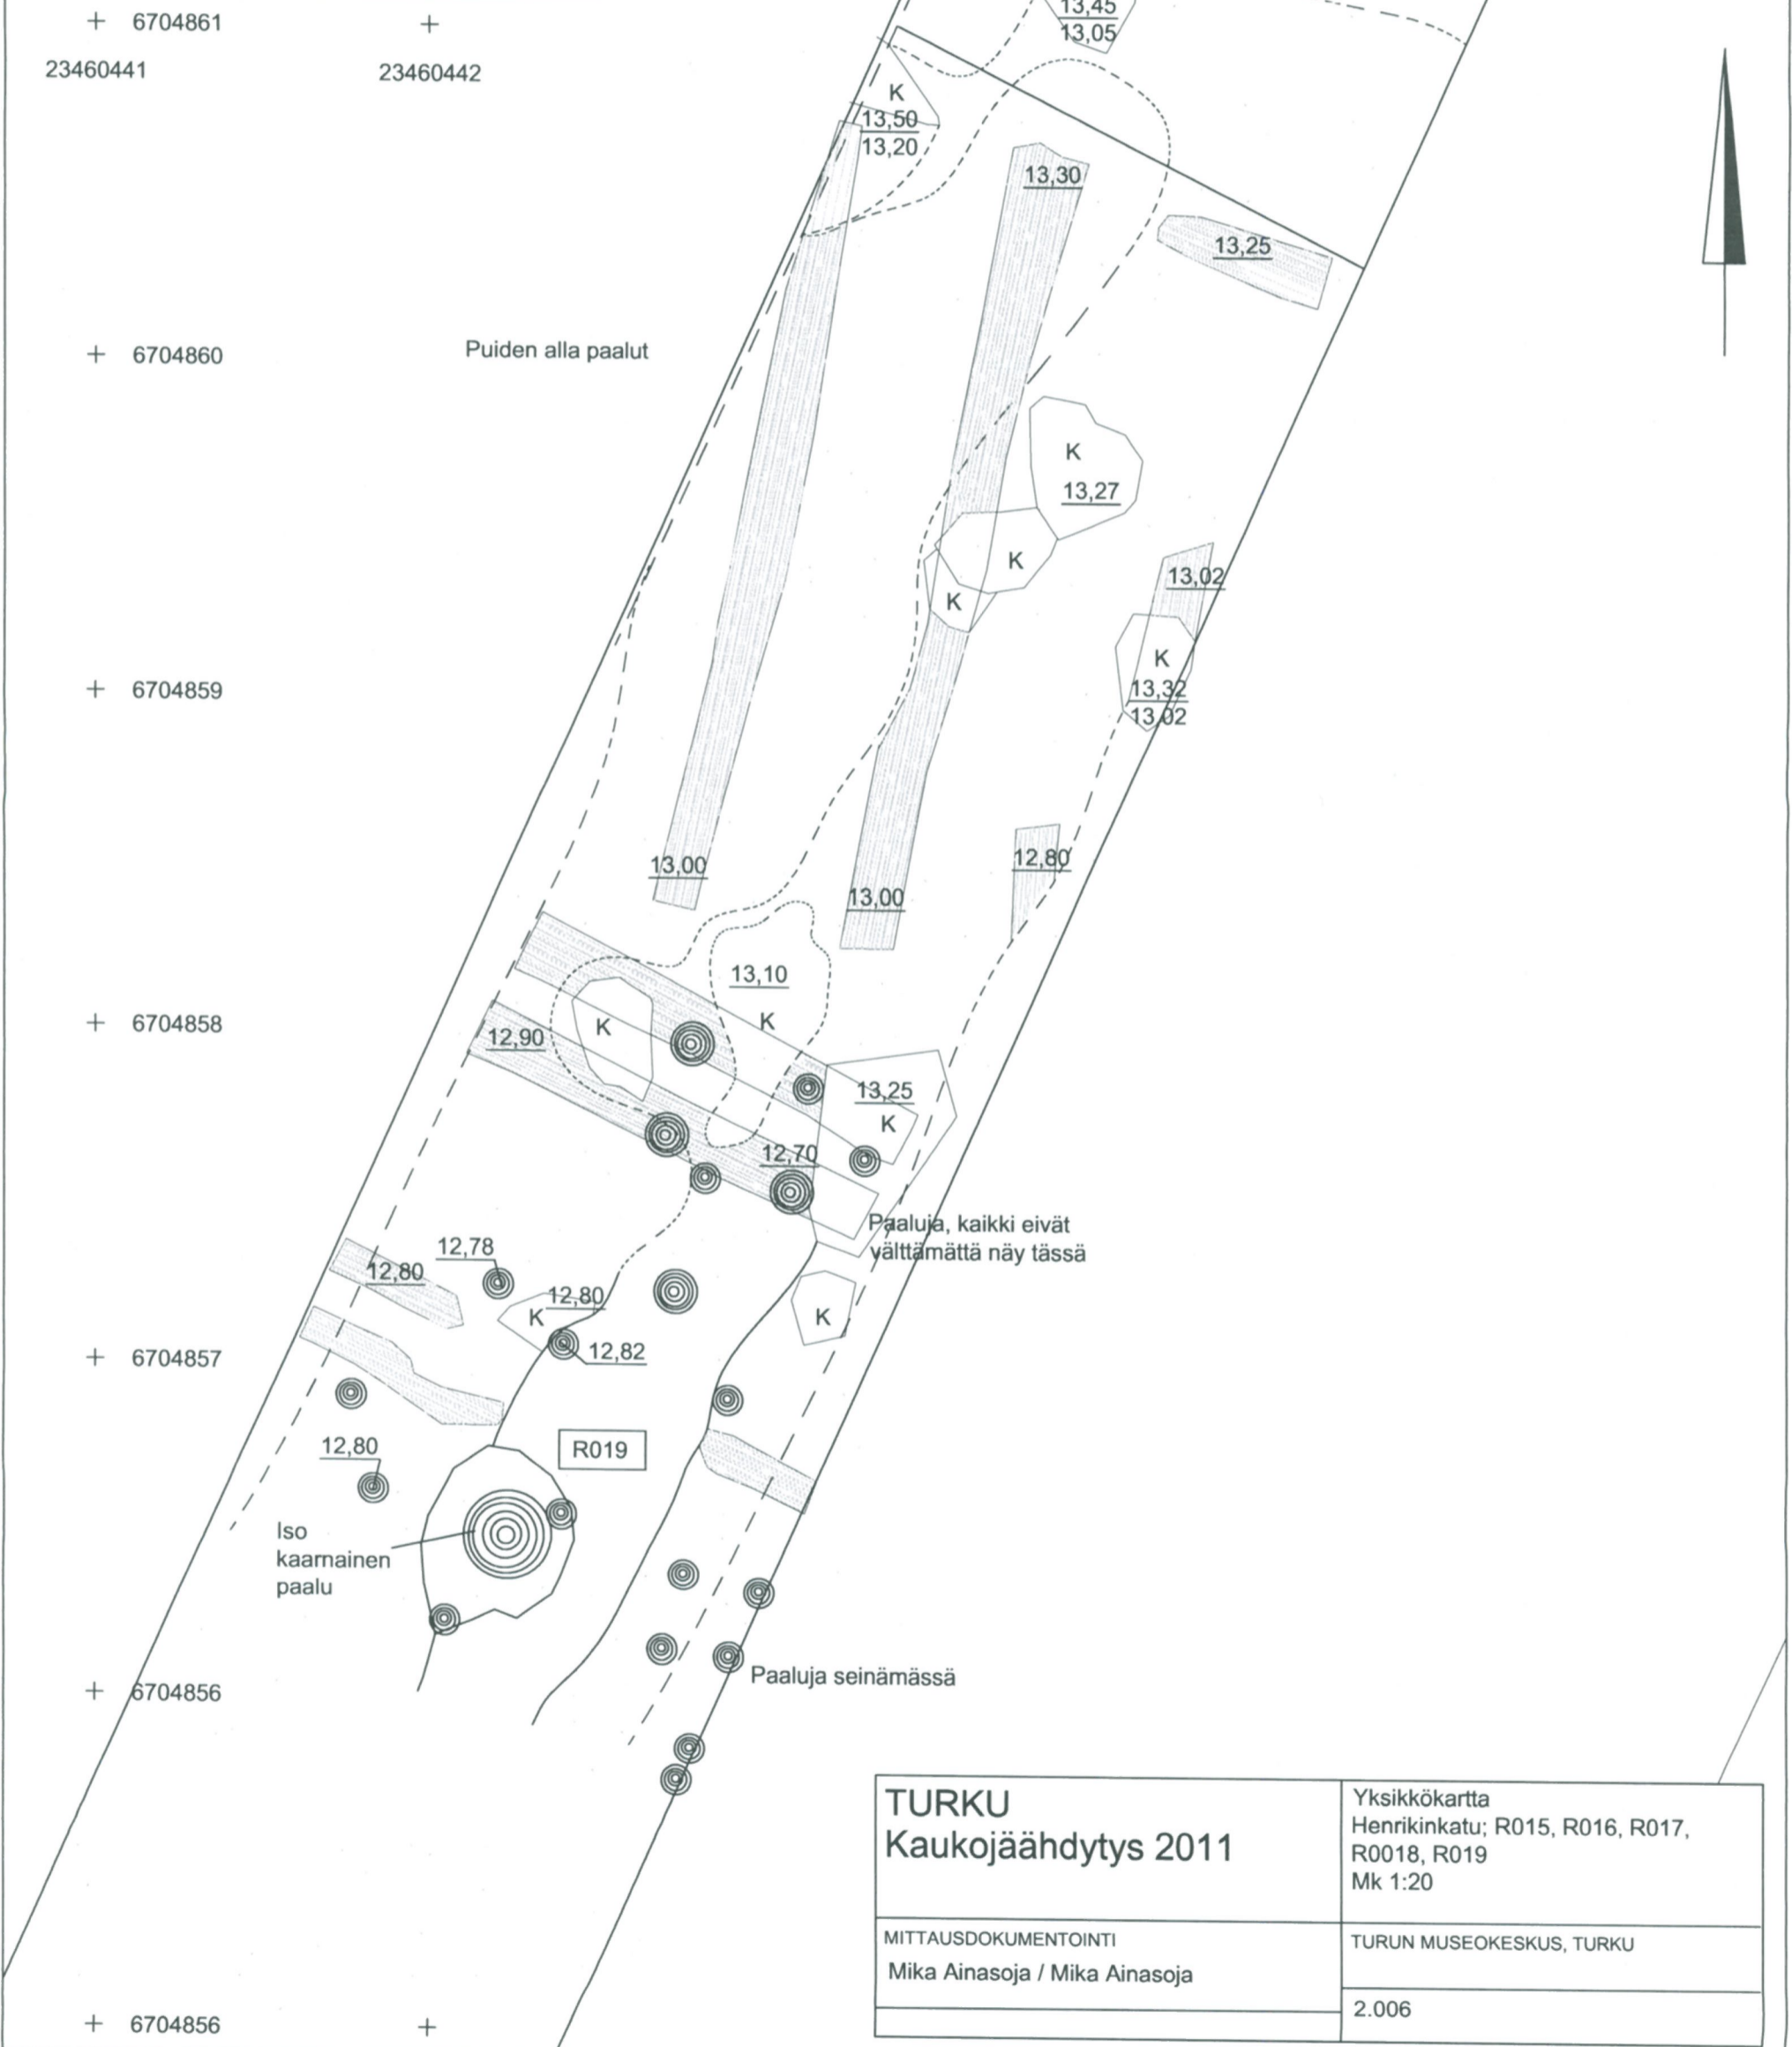 13,45
13,05
6704861
23460441
23460442
K
13,50
13,20
13,30
13,25
6704860
Puiden alla paalut
K
13,27
K
K
13,02
K
13,32
13,02
6704859
13,00
12,80
13,00
13,10
K
K
6704858
12,90
13,25
K
12,70
Paaluja, kaikki eivät
välttämättä näy tässä
12,78
12,80
12,80
K
K
12,82
6704857
12,80
R019
Iso
kaarnainen
paalu
Paaluja seinämässä
6704856
TURKU
Kaukojäähdytys 2011
Yksikkökartta
Henrikinkatu; R015, R016, R017,
R0018, R019
Mk 1:20
MITTAUSDOKUMENTOINTI
Mika Ainasoja / Mika Ainasoja
TURUN MUSEOKESKUS, TURKU
2.006
6704856